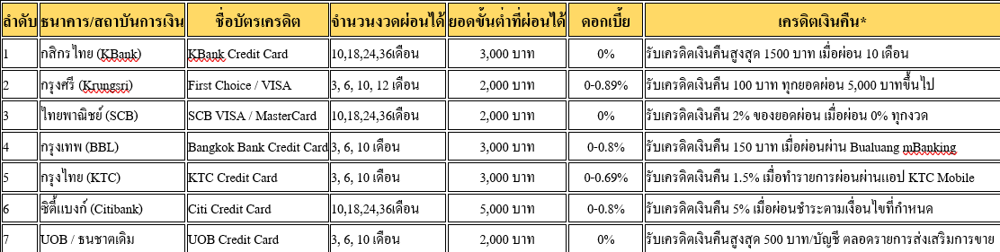 ลำดับ ธนาคาร/สถาบันการเงิน ชื่อบัตรเครดิต จำนวนงวดผ่อนได้ ยอดขั้นต่ำที่ผ่อนได้ ดอกเบี้ย เครดิตเงินคืน*
1 กสิกรไทย (KBank) KBank Credit Card 10,18,24,36เดือน 3,000 บาท 0% รับเครดิตเงินคืนสูงสุด 1500 บาท เมื่อผ่อน 10 เดือน
2 กรุงศรี (Krungsri) First Choice / VISA 3, 6, 10, 12 เดือน 2,000 บาท 0-0.89% รับเครดิตเงินคืน 100 บาท ทุกยอดผ่อน 5,000 บาทขึ้นไป
3 ไทยพาณิชย์ (SCB) SCB VISA / MasterCard 10,18,24,36เดือน 2,000 บาท 0% รับเครดิตเงินคืน 2% ของยอดผ่อน เมื่อผ่อน 0% ทุกงวด
4 กรุงเทพ (BBL) Bangkok Bank Credit Card 3, 6, 10 เดือน 3,000 บาท 0-0.8% รับเครดิตเงินคืน 150 บาท เมื่อผ่อนผ่าน Bualuang mBanking
5 กรุงไทย (KTC) KTC Credit Card 3, 6, 10 เดือน 3,000 บาท 0-0.69% รับเครดิตเงินคืน 1.5% เมื่อทำรายการผ่อนผ่านแอป KTC Mobile
6 ซิตี้แบงก์ (Citibank) Citi Credit Card 10,18,24,36เดือน 5,000 บาท 0-0.8% รับเครดิตเงินคืน 5% เมื่อผ่อนชำระตามเงื่อนไขที่กำหนด
7 UOB / ธนชาตเดิม UOB Credit Card 3, 6, 10 เดือน 2,000 บาท 0% รับเครดิตเงินคืนสูงสุด 500 บาท/บัญชี ตลอดรายการส่งเสริมการขาย